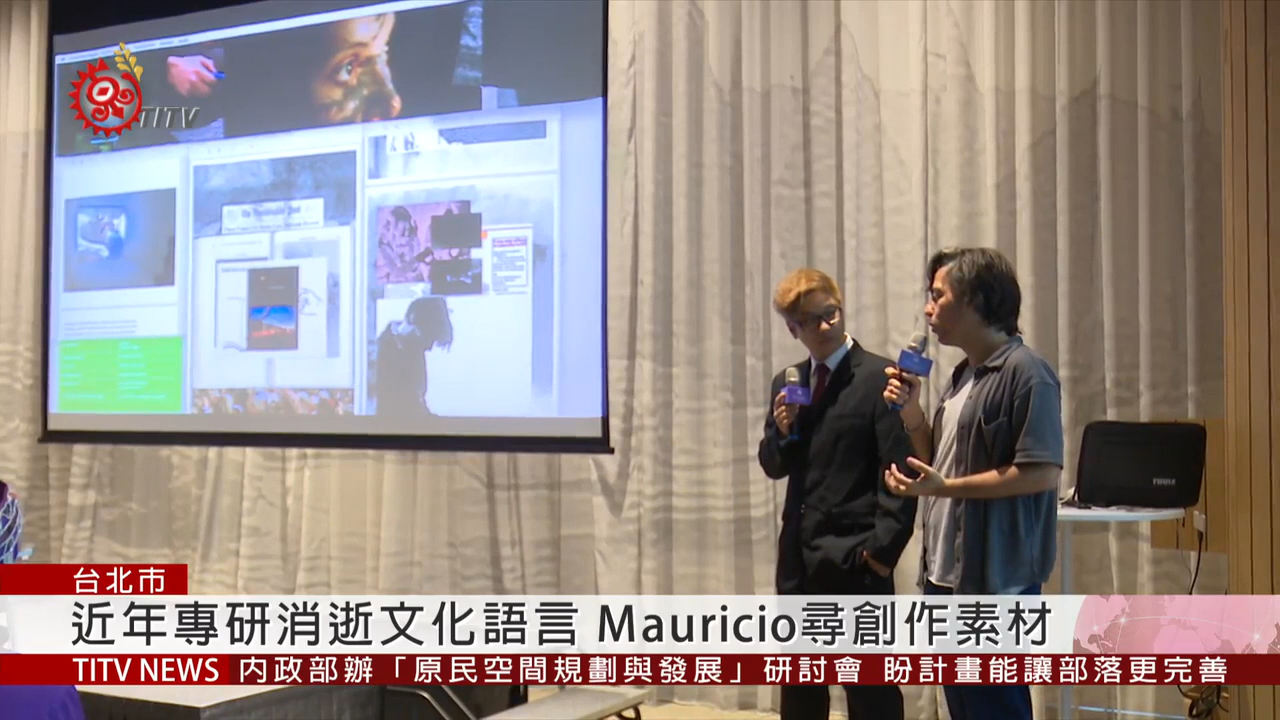 TITV
THULE
台北市
近年專研消逝文化語言 Mauricio尋創作素材
TITV NEWS 內政部辦「原民空間規劃與發展」研討會 盼計畫能讓部落更完善